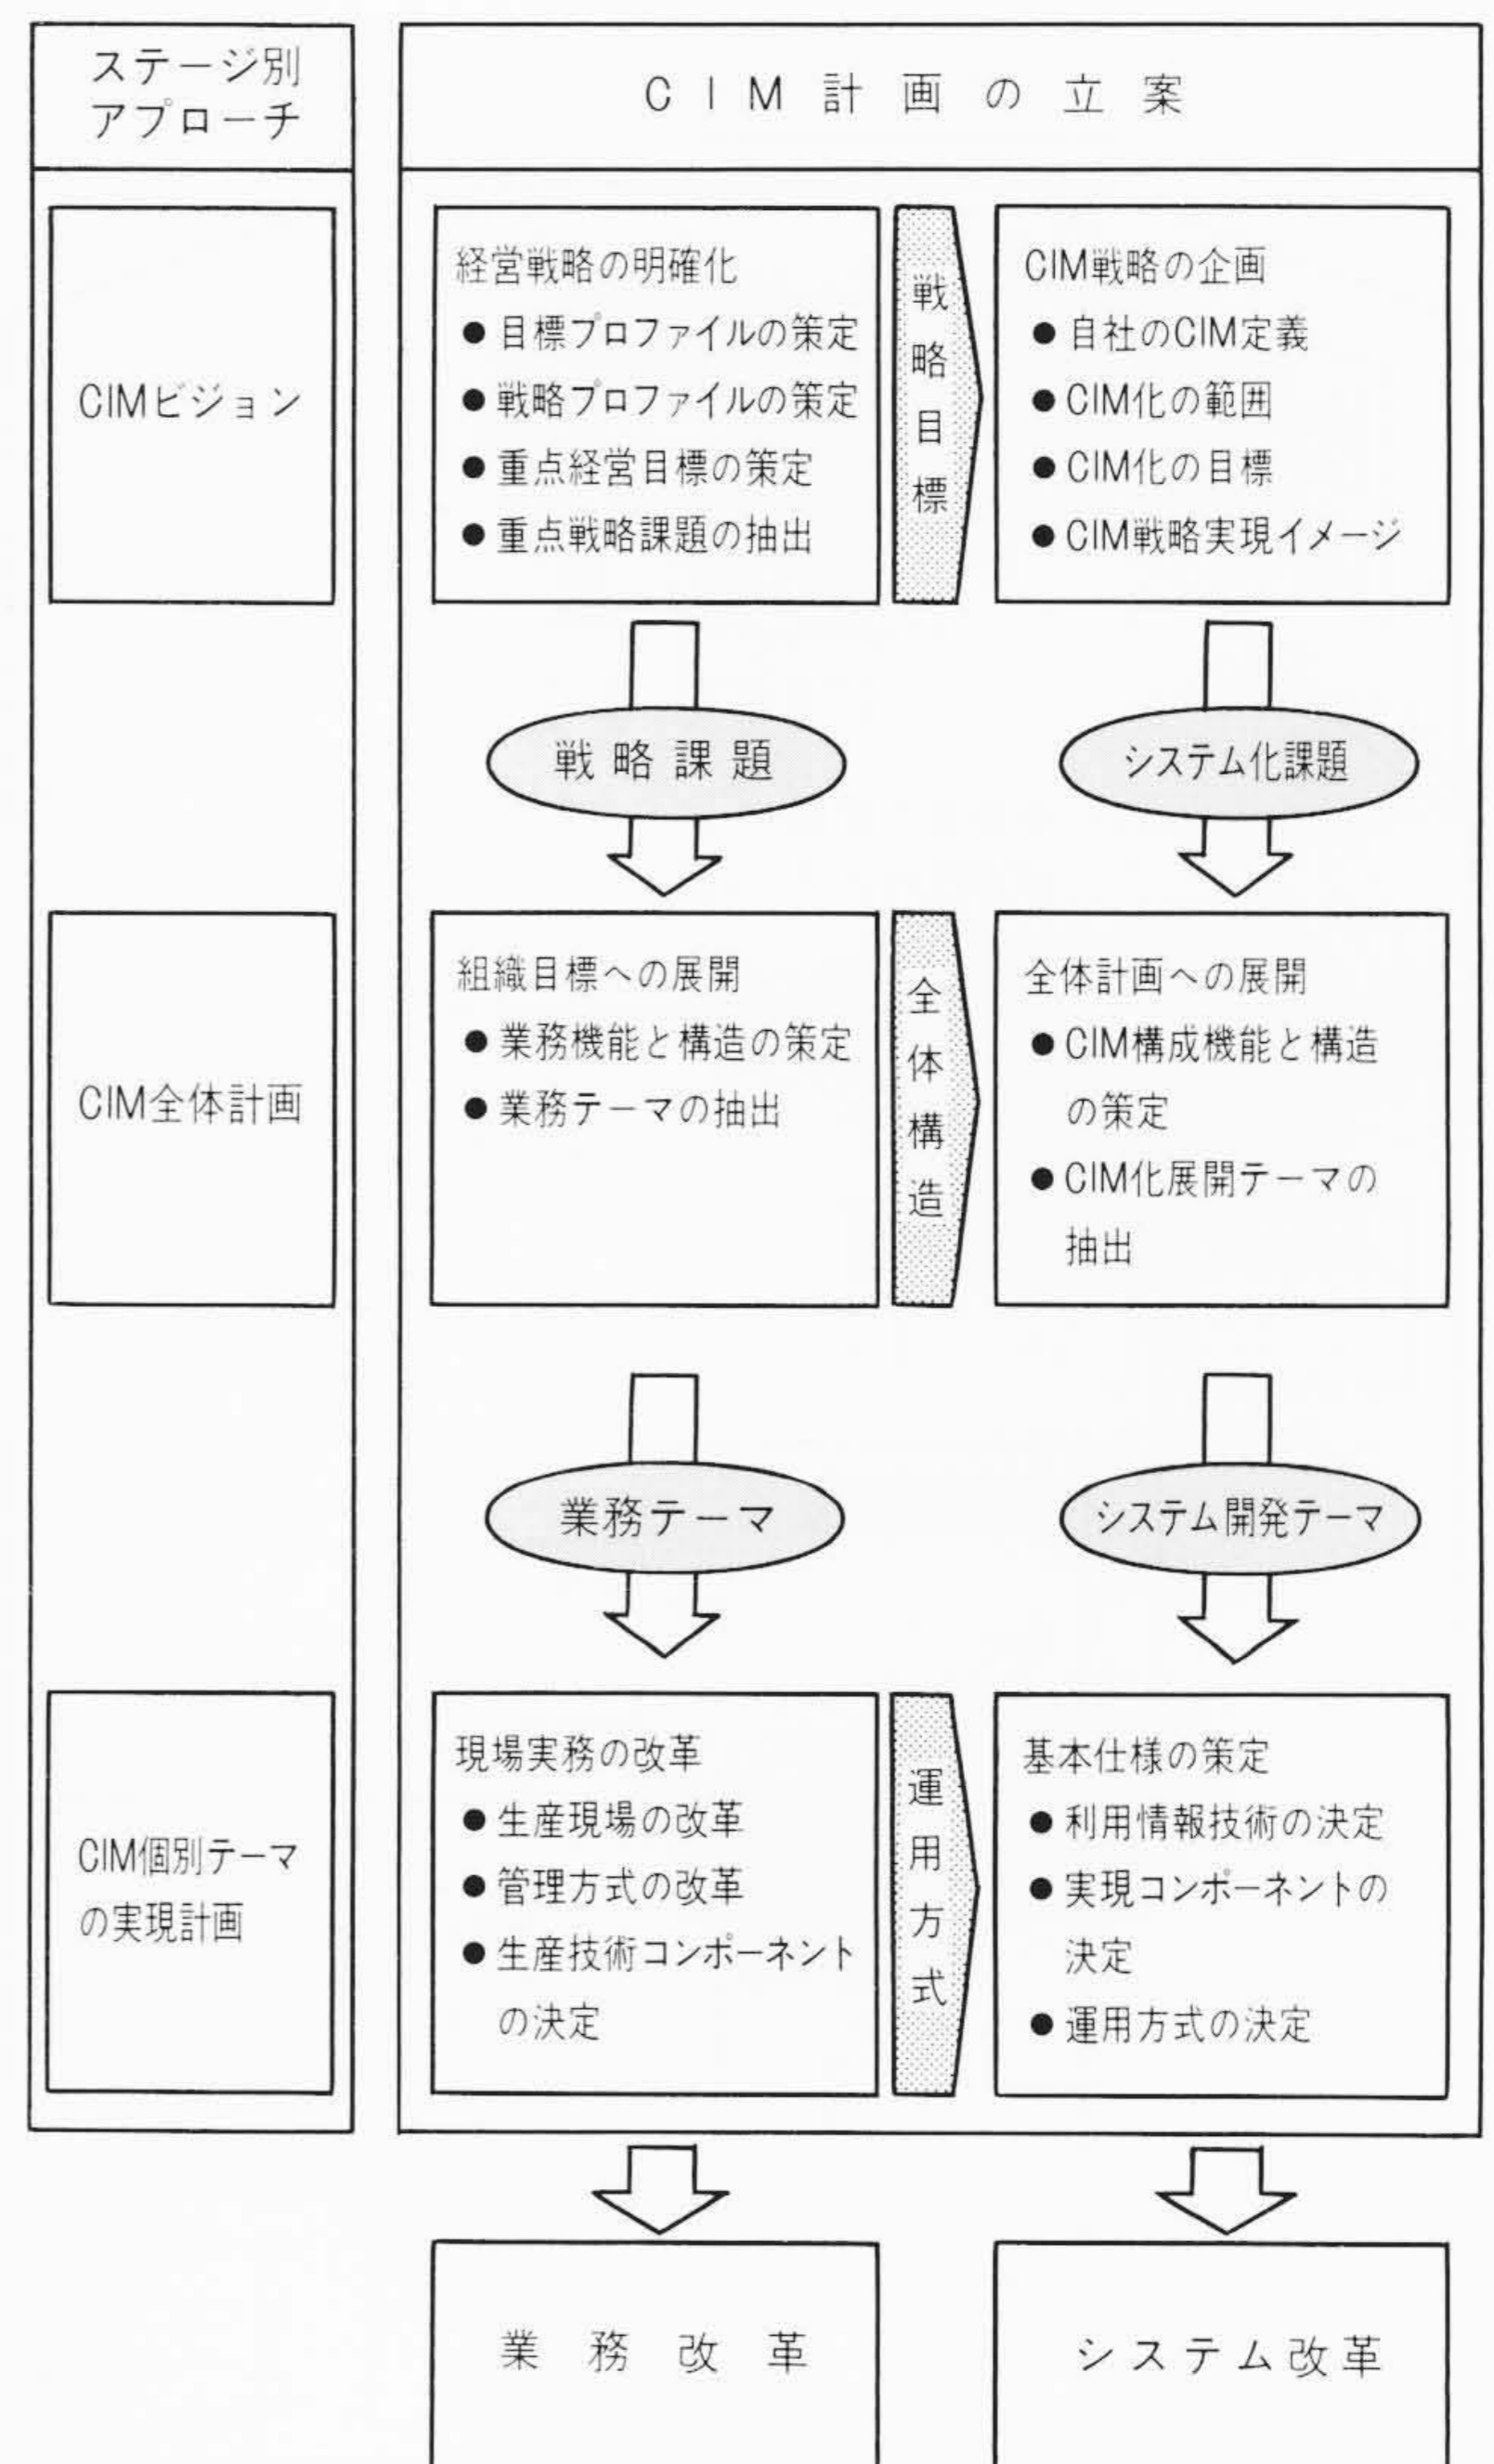 ステージ別
アプローチ
CIM計画の立案
CIMビジョン
経営戦略の明確化
●目標プロファイルの策定
●戦略プロファイルの策定
●重点経営目標の策定
●重点戦略課題の抽出
戦略目標
CIM戦略の企画
●自社のCIM定義
●CIM化の範囲
●CIM化の目標
●CIM戦略実現イメージ
戦略課題
システム化課題
CIM全体計画
組織目標への展開
●業務機能と構造の策定
●業務テーマの抽出
全体構造
全体計画への展開
●CIM構成機能と構造
の策定
●CIM化展開テーマの
抽出
業務テーマ
システム開発テーマ
CIM個別テーマ
の実現計画
現場実務の改革
●生産現場の改革
●管理方式の改革
●生産技術コンポーネント
の決定
運用方式
基本仕様の策定
●利用情報技術の決定
●実現コンポーネントの
決定
●運用方式の決定
業務改革
システム改革